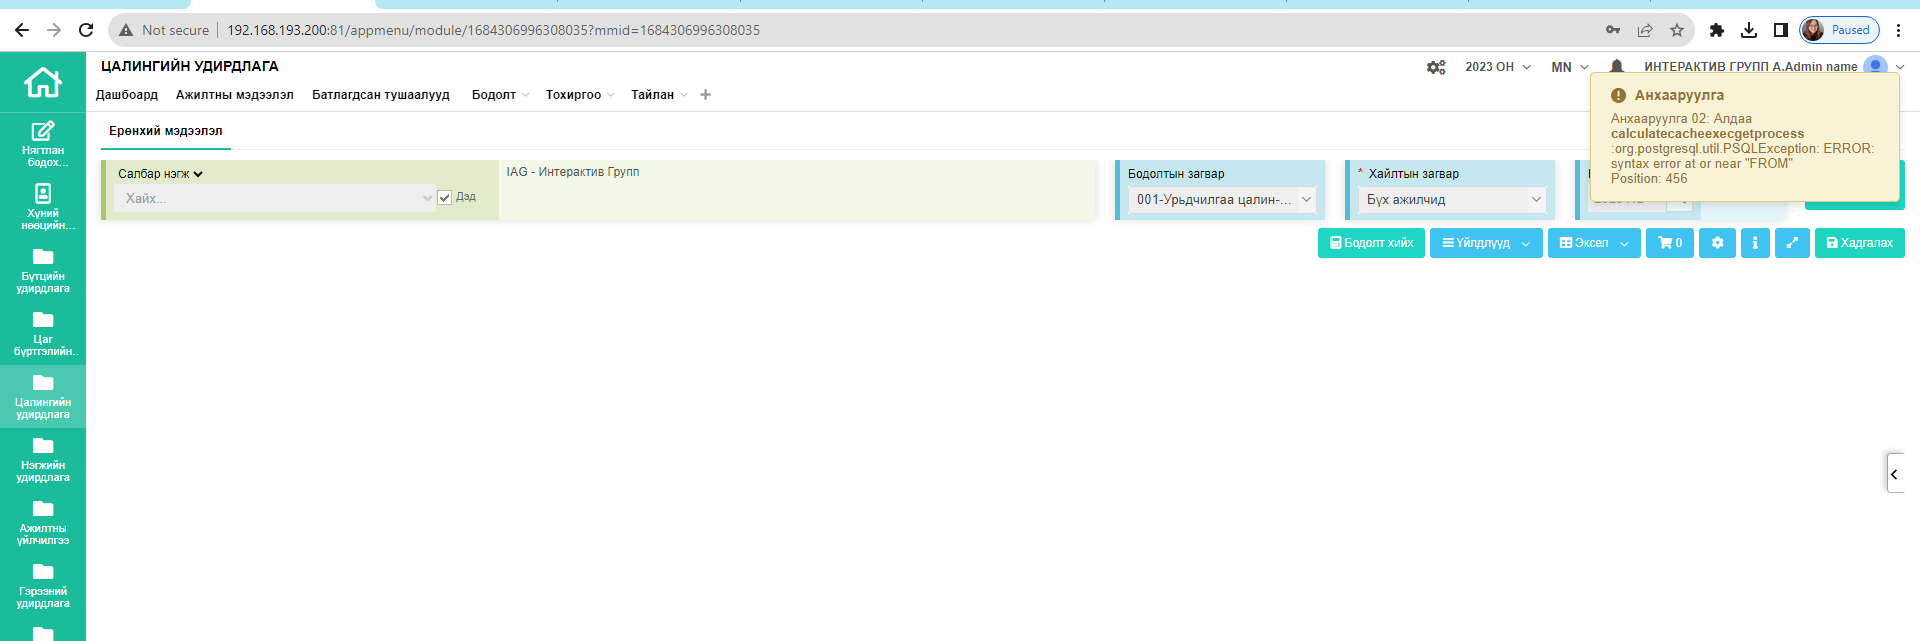 Not secure
192.168.193.200:81/appmenu/module/1684306996308035?mmid=1684306996308035
Paused
ЦАЛИНГИЙН УДИРДЛАГА
2023 ОН
MN
ИНТЕРАКТИВ ГРУПП А.Admin name
Дашбоард
Ажилтны мэдээлэл
Батлагдсан тушаалууд
Бодолт
Тохиргоо
Тайлан
Анхааруулга
Анхааруулга 02: Алдаа
calculatecacheexecgetprocess
:org.postgresql.util.PSQLException: ERROR:
syntax error at or near "FROM"
Position: 456
Ерөнхий мэдээлэл
Салбар нэгж
Хайх...
Дэд
IAG - Интерактив Групп
Бодолтын загвар
001-Урьдчилгаа цалин-...
* Хайлтын загвар
Бүх ажилчид
Бодолт хийх
Үйлдлүүд
Эксел
0
Хадгалах
Нягтлан
бодох...
Хүний
нөөцийн...
Бүтцийн
удирдлага
Цаг
бүртгэлийн..
Цалингийн
удирдлага
Нэгжийн
удирдлага
Ажилтны
үйлчилгээ
Гэрээний
удирдлага